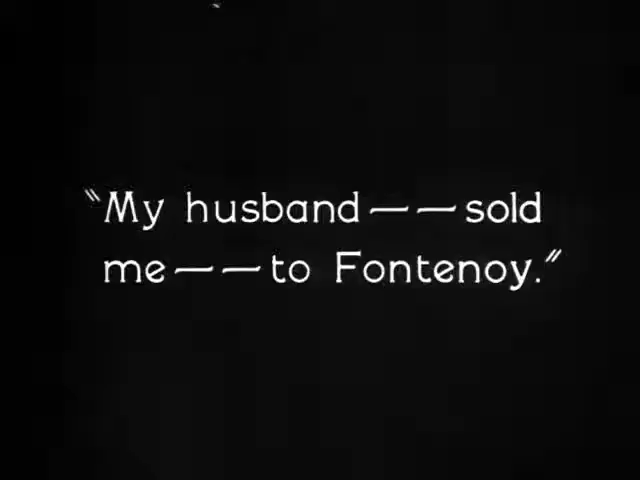 "My husband — — sold
me — — to Fontenoy."